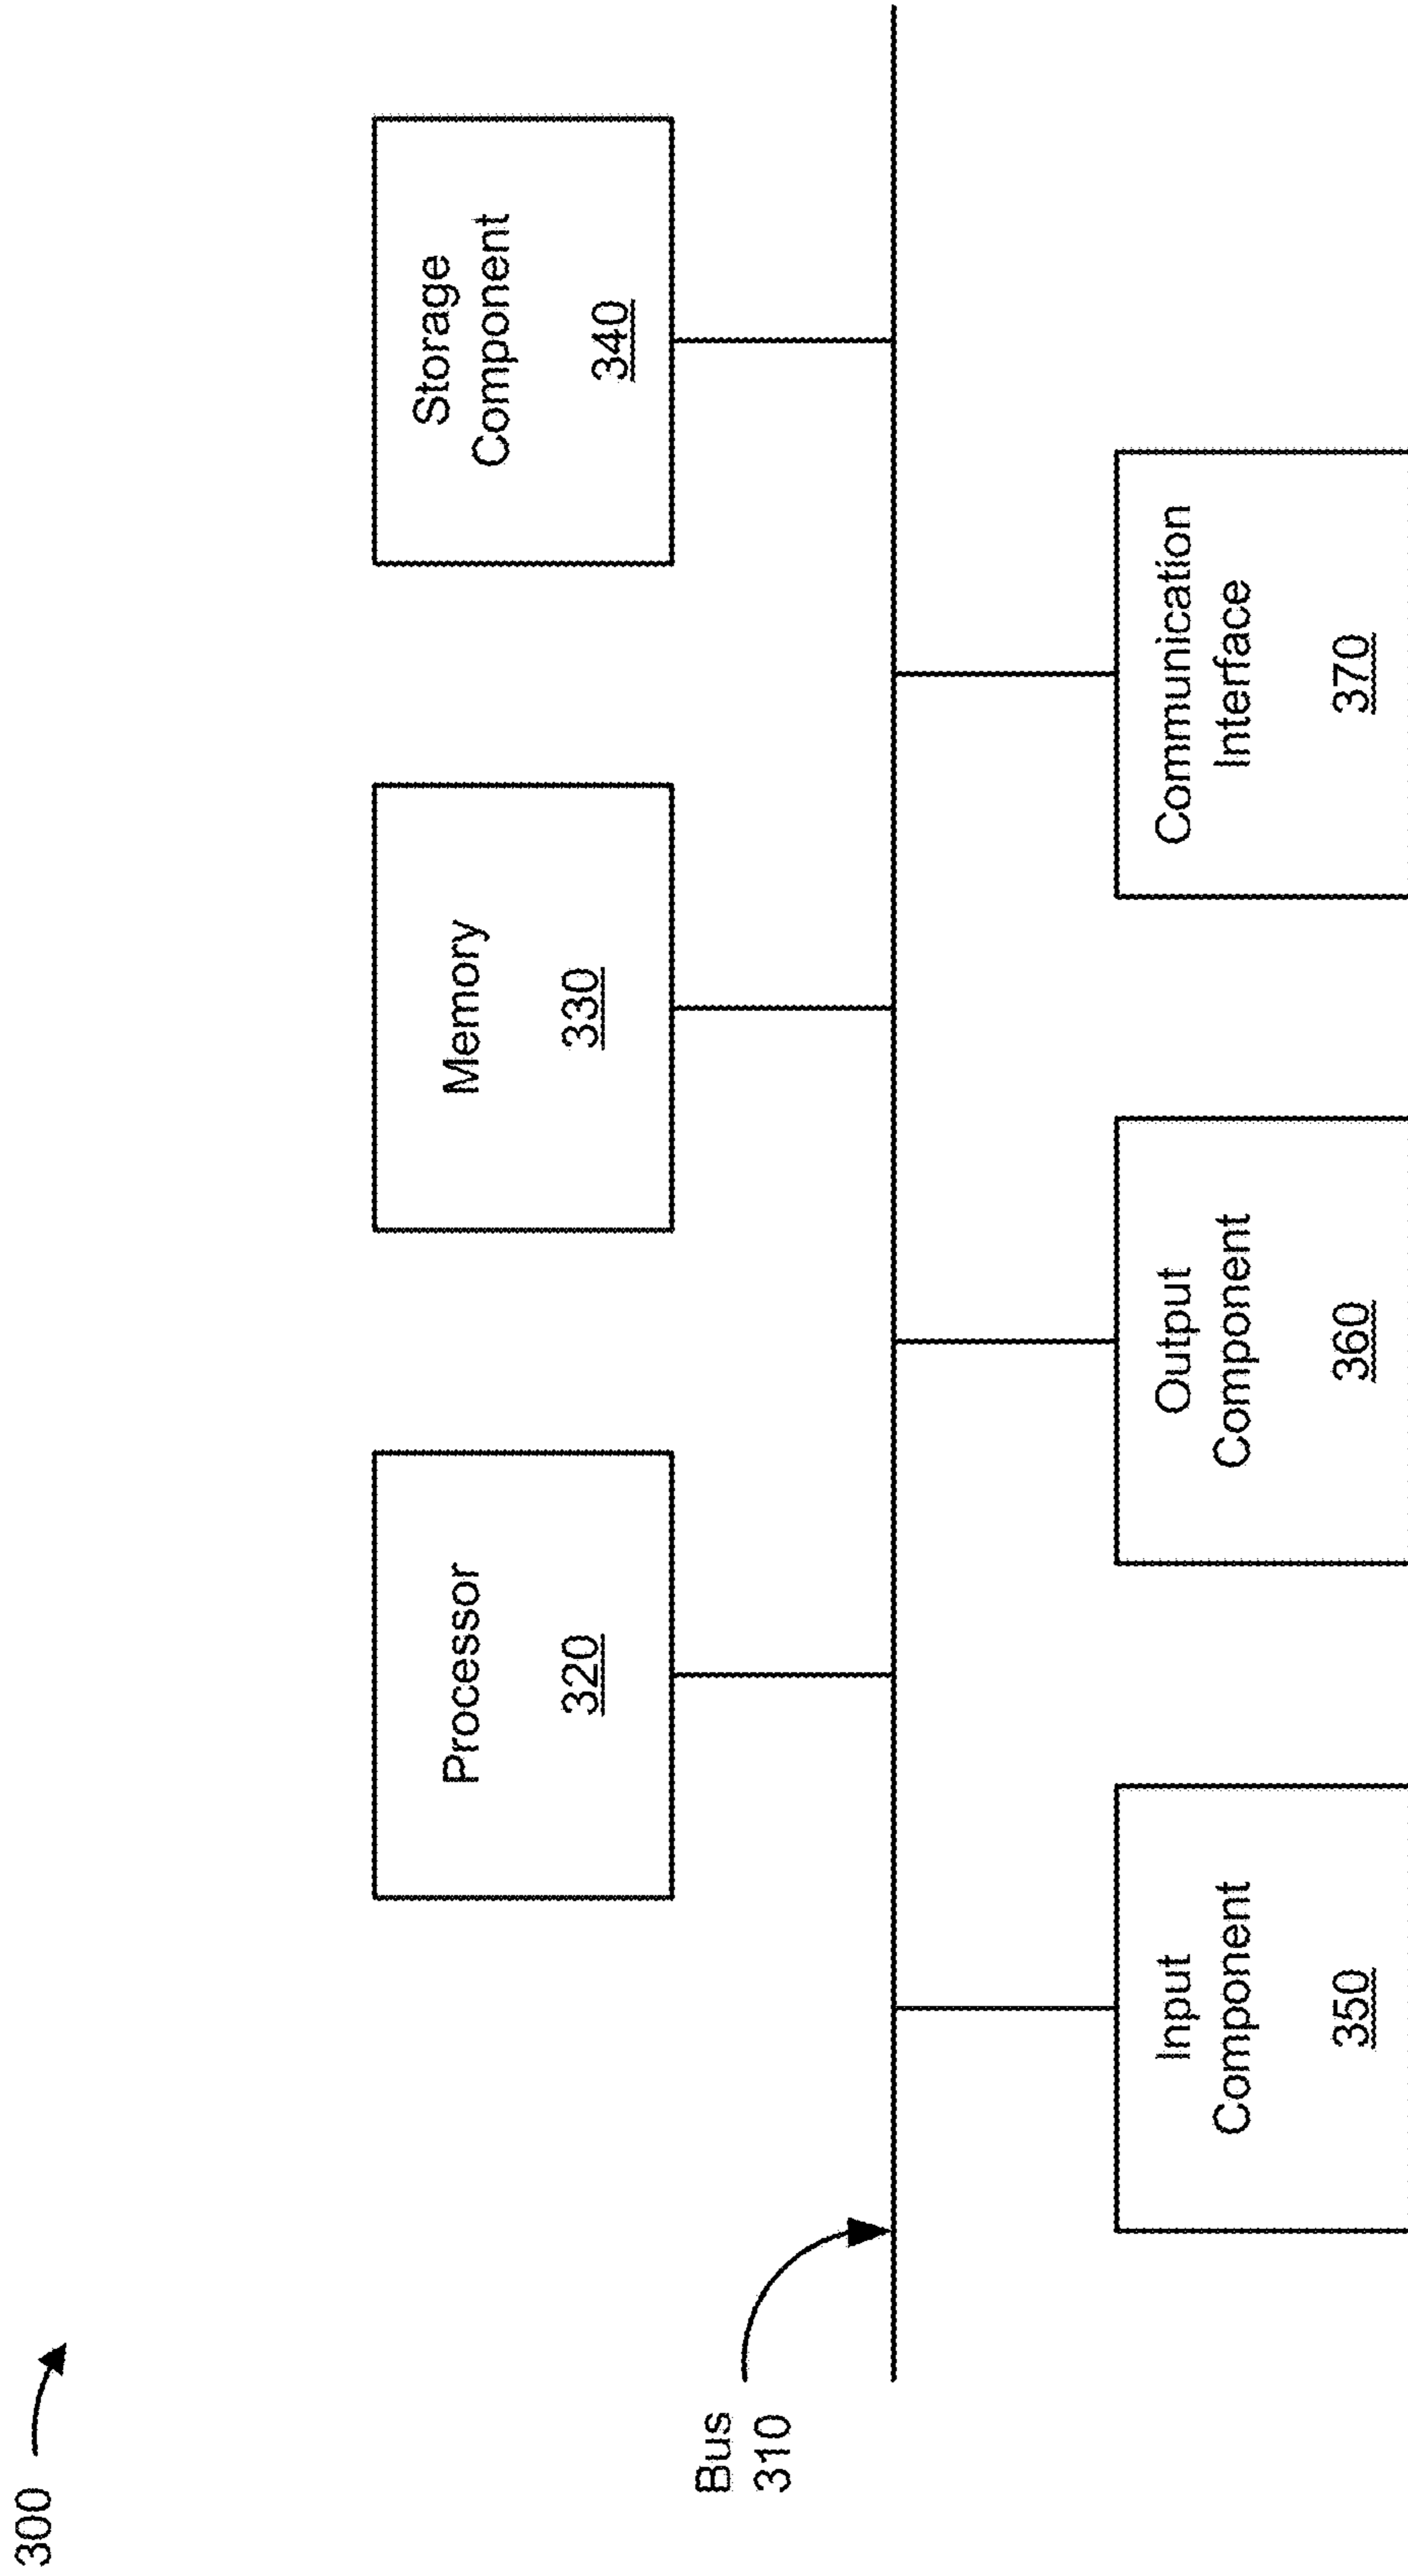 300
Bus
310
Processor
320
Memory
330
Storage
Component
340
Input
Component
350
Output
Component
360
Communication
Interface
370